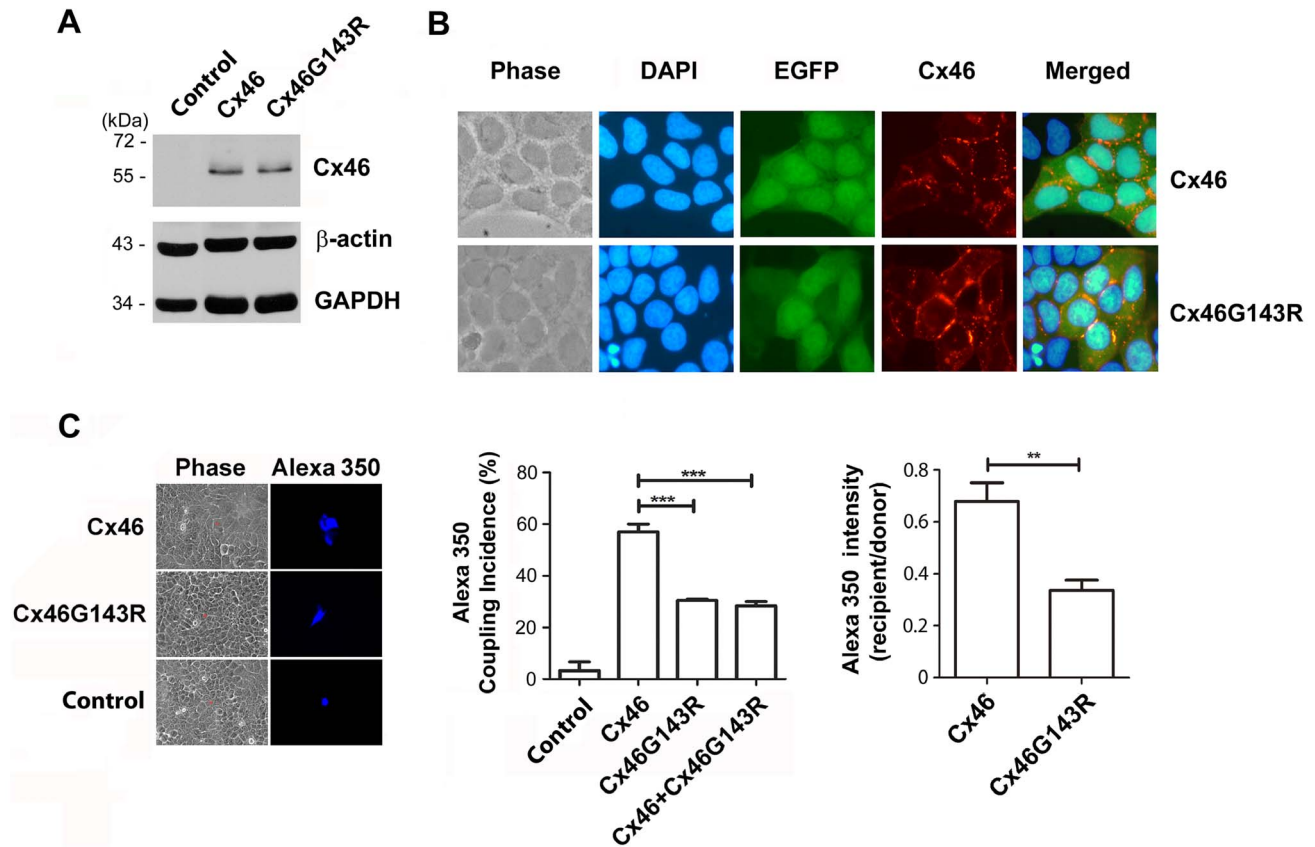 A
Control
Cx46
Cx46G143R
(kDa)
72 -
55 -
Cx46
43 -
β-actin
34 -
GAPDH
B
Phase DAPI EGFP Cx46 Merged
Cx46
Cx46G143R
C
Phase Alexa 350
Cx46
Cx46G143R
Control
Alexa 350
Coupling Incidence (%)
80
60
40
20
0
***
***
Control
Cx46
Cx46G143R
Cx46+Cx46G143R
Alexa 350 intensity
(recipient/donor)
0.8
0.6
0.4
0.2
0
**
Cx46
Cx46G143R